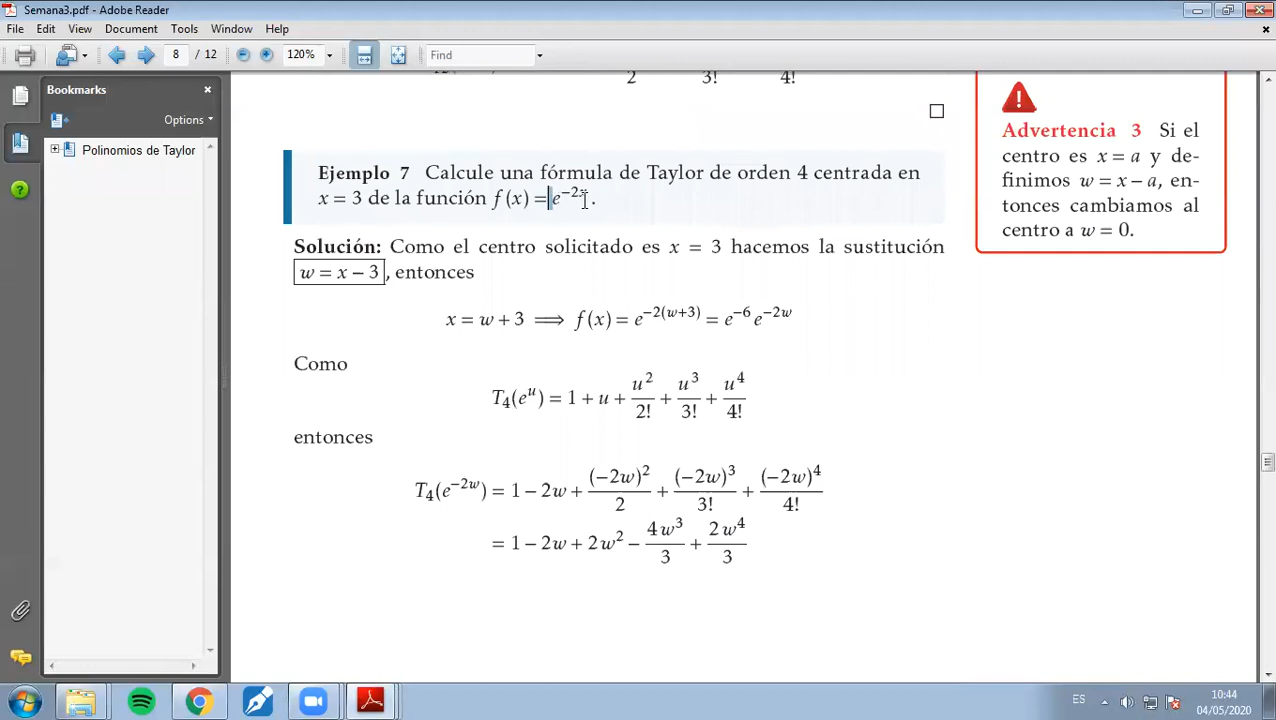 Semana3.pdf - Adobe Reader
File Edit View Document Tools Window Help
8 / 12 120% Find
Bookmarks
Options
Polinomios de Taylor
2 3! 4!
Ejemplo 7 Calcule una fórmula de Taylor de orden 4 centrada en
x = 3 de la función f(x) = e^{-2x}.
Solución: Como el centro solicitado es x = 3 hacemos la sustitución
w = x − 3, entonces
x = w + 3 ⟹ f(x) = e^{-2(w+3)} = e^{-6} e^{-2w}
Como
T_4(e^u) = 1 + u + u^2/2! + u^3/3! + u^4/4!
entonces
T_4(e^{-2w}) = 1 − 2w + (−2w)^2/2 + (−2w)^3/3! + (−2w)^4/4!
= 1 − 2w + 2w^2 − 4w^3/3 + 2w^4/3
Advertencia 3 Si el
centro es x = a y de-
finimos w = x − a, en-
tonces cambiamos al
centro a w = 0.
ES
10:44
04/05/2020